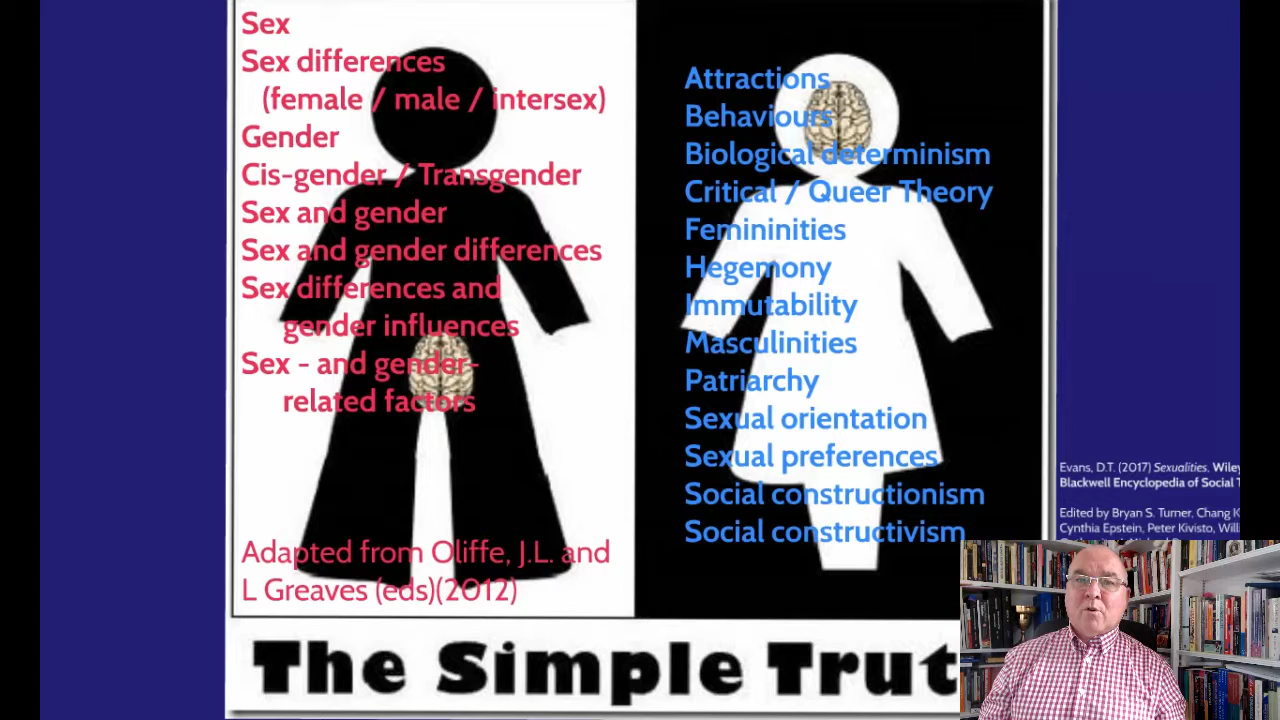 Sex
Sex differences
(female / male / intersex)
Gender
Cis-gender / Transgender
Sex and gender
Sex and gender differences
Sex differences and
gender influences
Sex - and gender-
related factors
Adapted from Oliffe, J.L. and
L Greaves (eds)(2012)
Attractions
Behaviours
Biological determinism
Critical / Queer Theory
Femininities
Hegemony
Immutability
Masculinities
Patriarchy
Sexual orientation
Sexual preferences
Social constructionism
Social constructivism
Evans, D.T. (2017) Sexualities. Wiley
Blackwell Encyclopedia of Social T
Edited by Bryan S. Turner, Chang K
Cynthia Epstein, Peter Kivisto, Willi
The Simple Trut